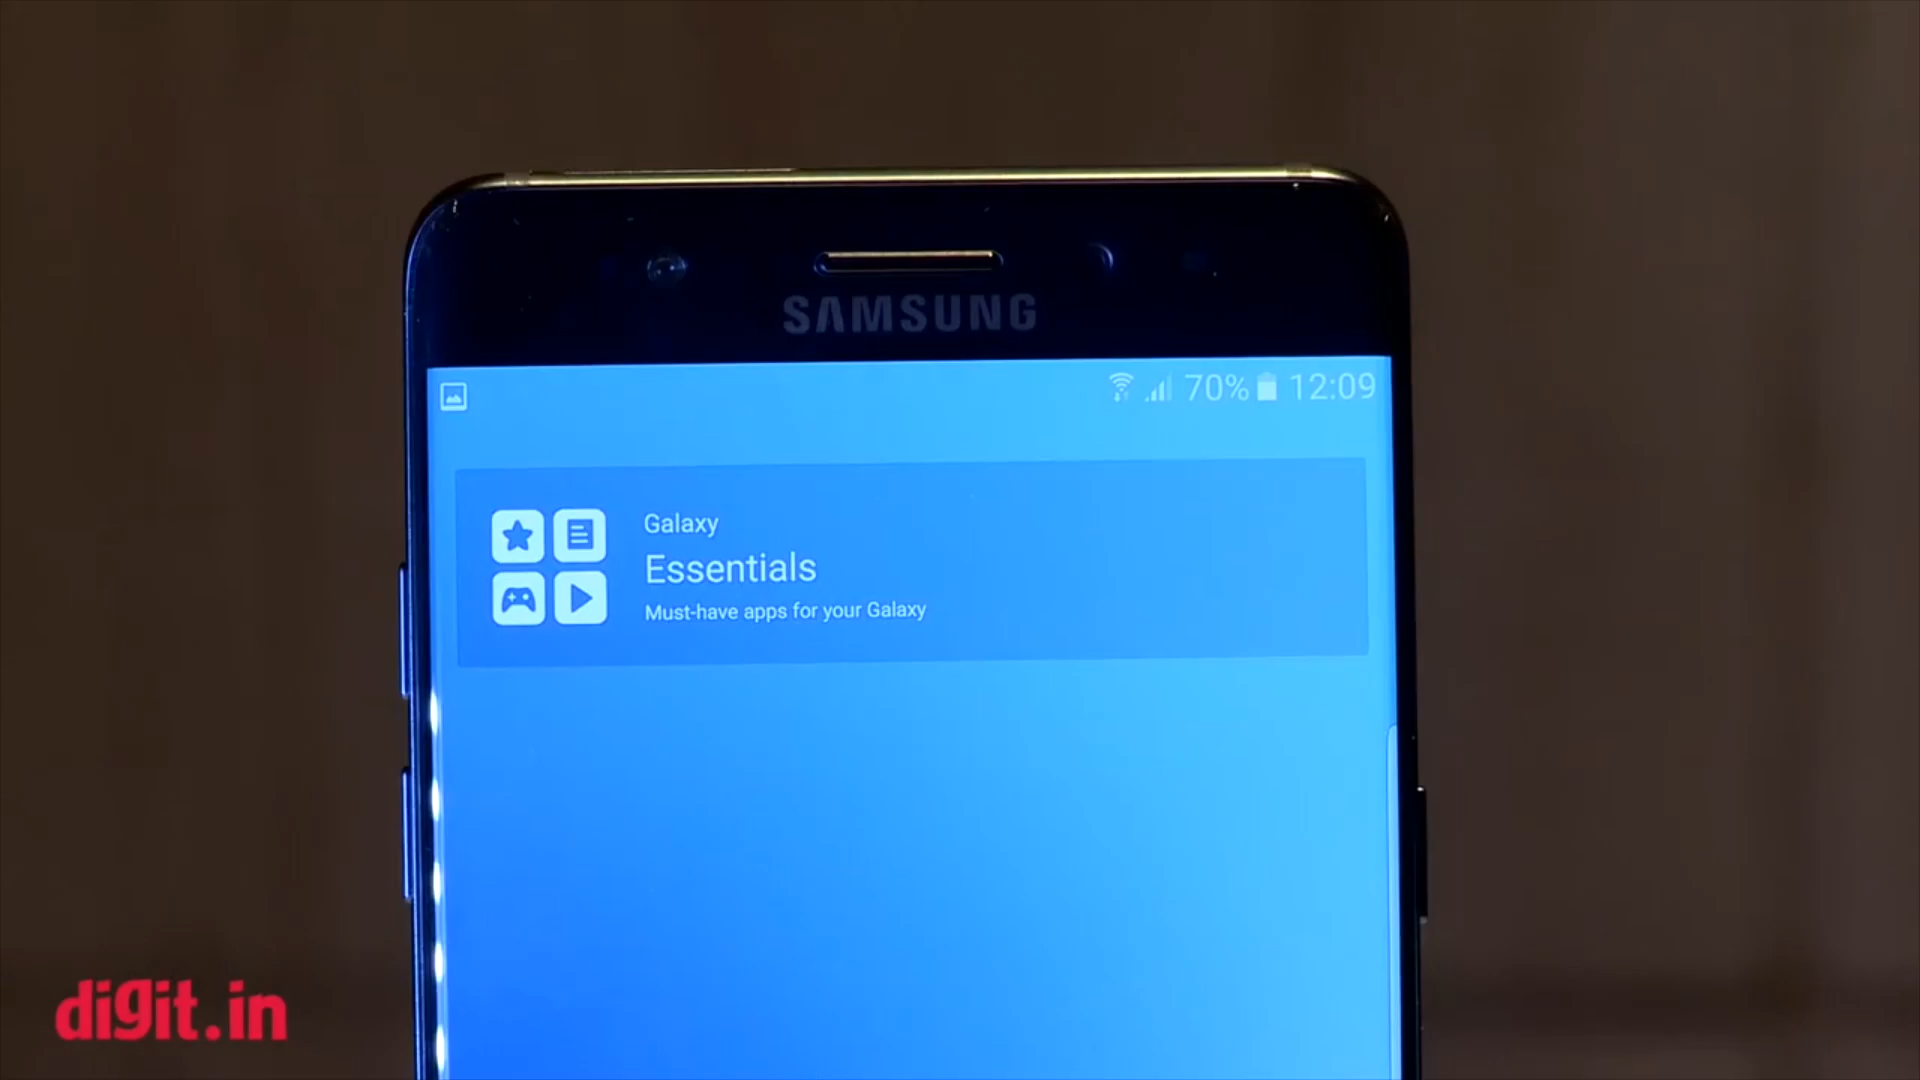 SAMSUNG
70% 12:09
Galaxy
Essentials
Must-have apps for your Galaxy
digit.in